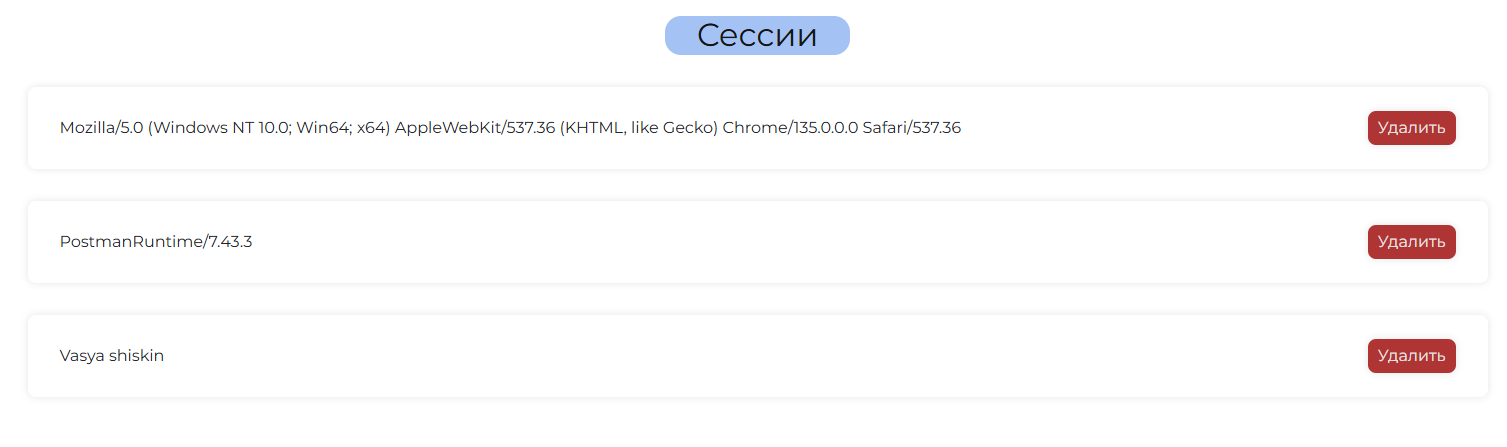 Сессии
Mozilla/5.0 (Windows NT 10.0; Win64; x64) AppleWebKit/537.36 (KHTML, like Gecko) Chrome/135.0.0.0 Safari/537.36 Удалить
PostmanRuntime/7.43.3 Удалить
Vasya shiskin Удалить